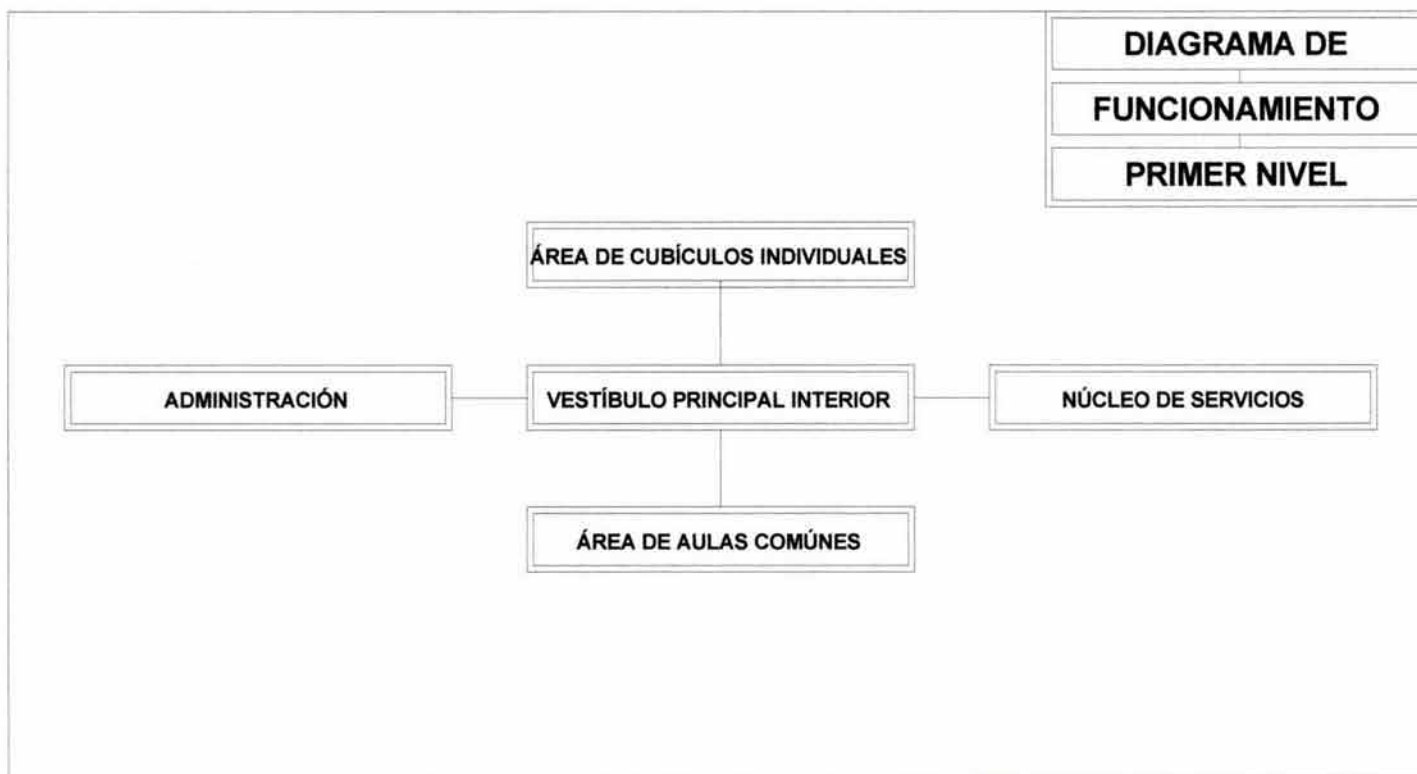 DIAGRAMA DE
FUNCIONAMIENTO
PRIMER NIVEL
ÁREA DE CUBÍCULOS INDIVIDUALES
ADMINISTRACIÓN
VESTÍBULO PRINCIPAL INTERIOR
NÚCLEO DE SERVICIOS
ÁREA DE AULAS COMÚNES